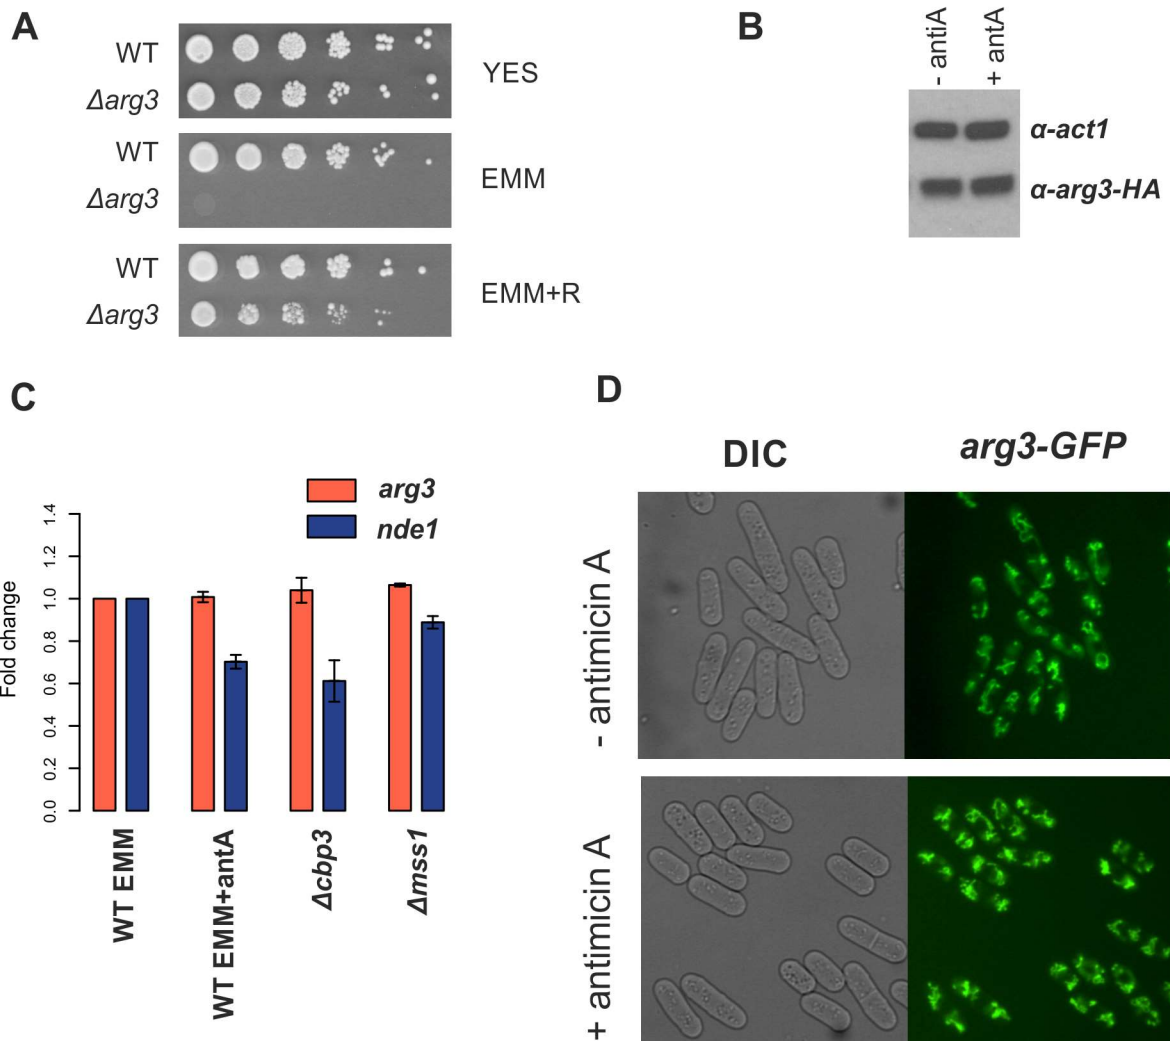 A
WT
Δarg3
YES
WT
Δarg3
EMM
WT
Δarg3
EMM+R
B
- antiA
+ antA
α-act1
α-arg3-HA
C
arg3
nde1
Fold change
0.0
0.2
0.4
0.6
0.8
1.0
1.2
1.4
WT EMM
WT EMM+antA
Δcbp3
Δmss1
D
DIC
arg3-GFP
- antimicin A
+ antimicin A